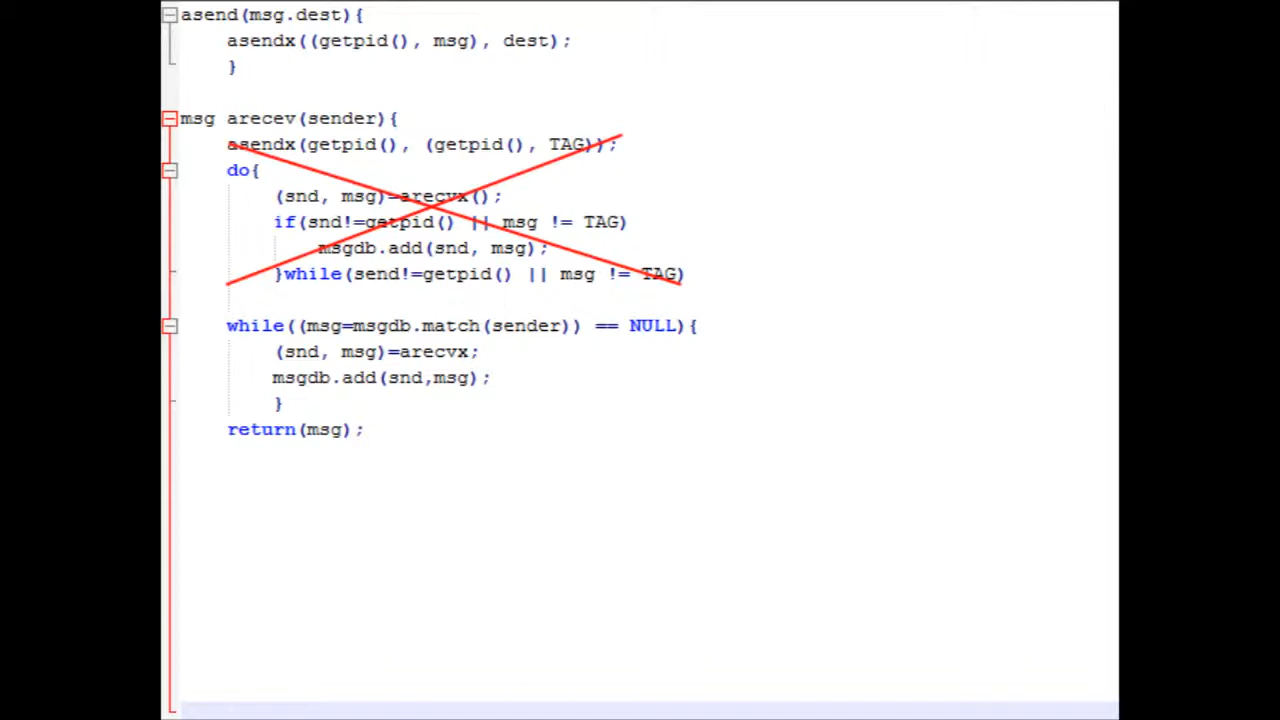 asend(msg.dest){
asendx((getpid(), msg), dest);
}
msg arecev(sender){
asendx(getpid(), (getpid(), TAG));
do{
(snd, msg)=arecvx();
if(snd!=getpid() || msg != TAG)
msgdb.add(snd, msg);
}while(send!=getpid() || msg != TAG)
while((msg=msgdb.match(sender)) == NULL){
(snd, msg)=arecvx;
msgdb.add(snd,msg);
}
return(msg);